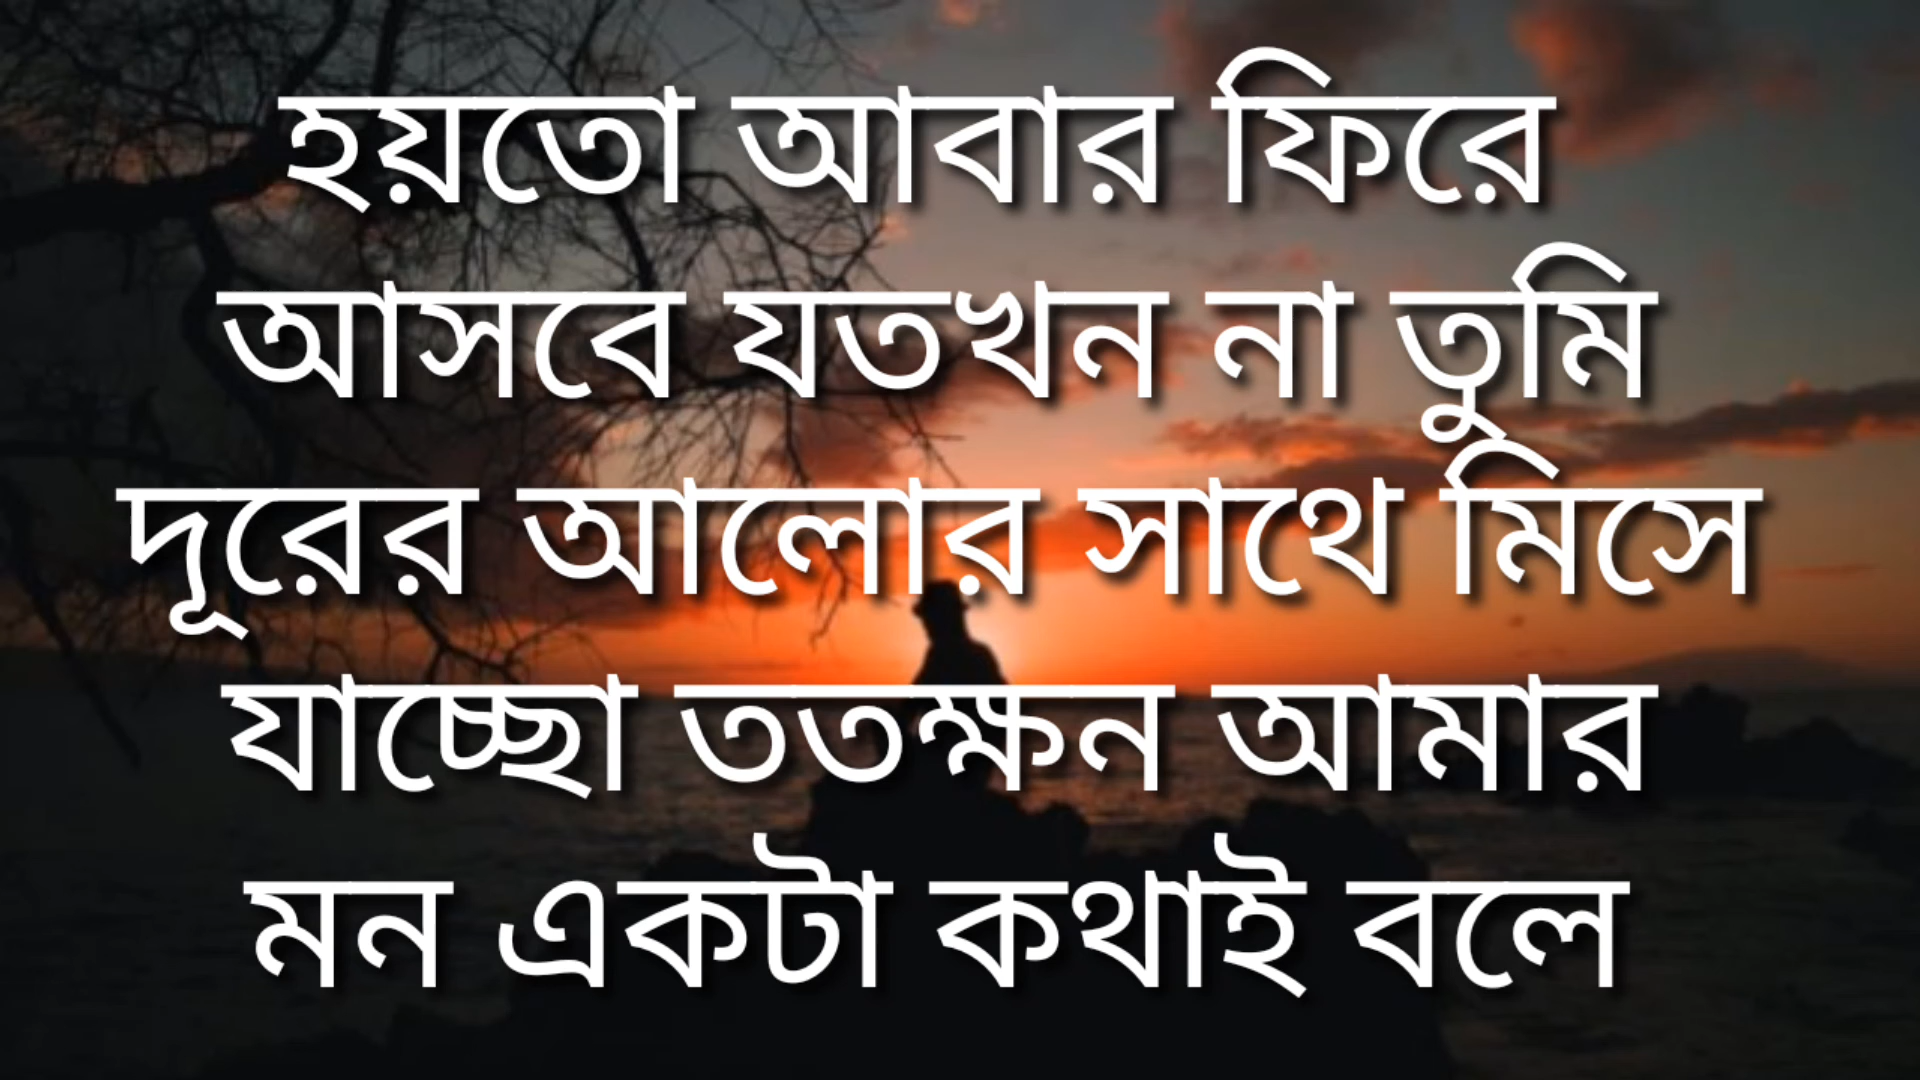 হয়তো আবার ফিরে
আসবে যতখন না তুমি
দূরের আলোর সাথে মিসে
যাচ্ছো ততক্ষন আমার
মন একটা কথাই বলে